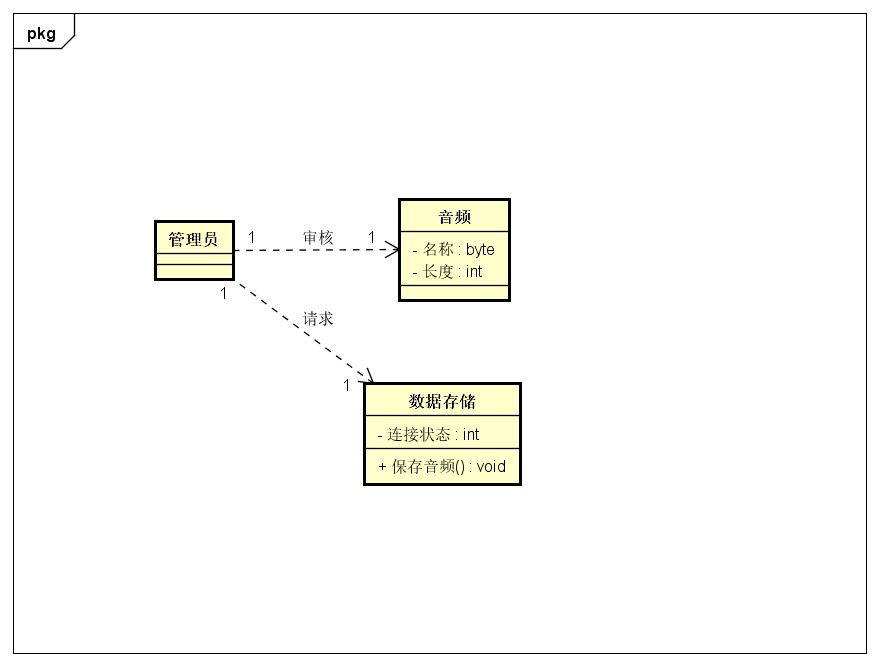 pkg
管理员
1
审核
1
音频
- 名称 : byte
- 长度 : int
1
请求
1
数据存储
- 连接状态 : int
+ 保存音频() : void